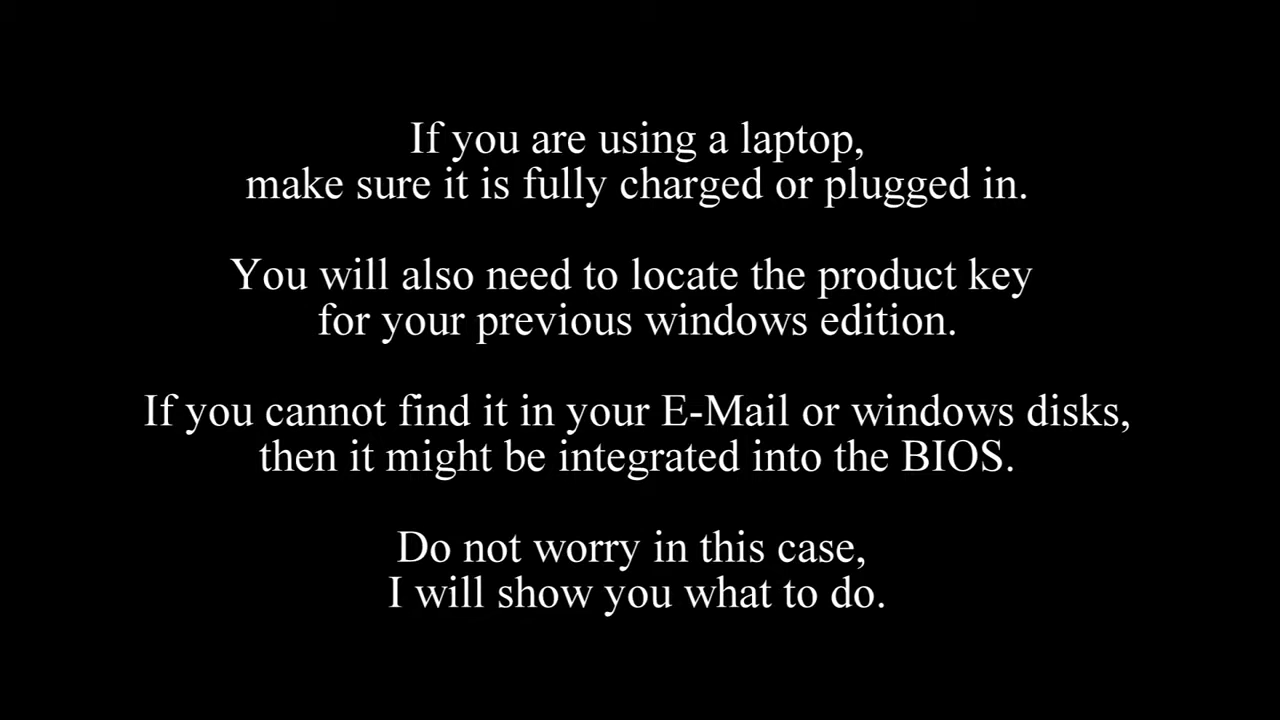 If you are using a laptop,
make sure it is fully charged or plugged in.
You will also need to locate the product key
for your previous windows edition.
If you cannot find it in your E-Mail or windows disks,
then it might be integrated into the BIOS.
Do not worry in this case,
I will show you what to do.